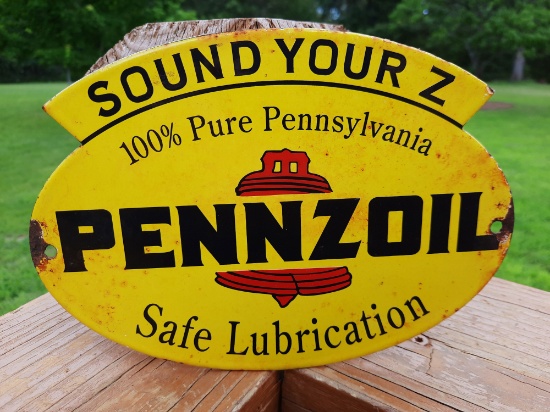 SOUND YOUR Z
100% Pure Pennsylvania
PENNZOIL
Safe Lubrication